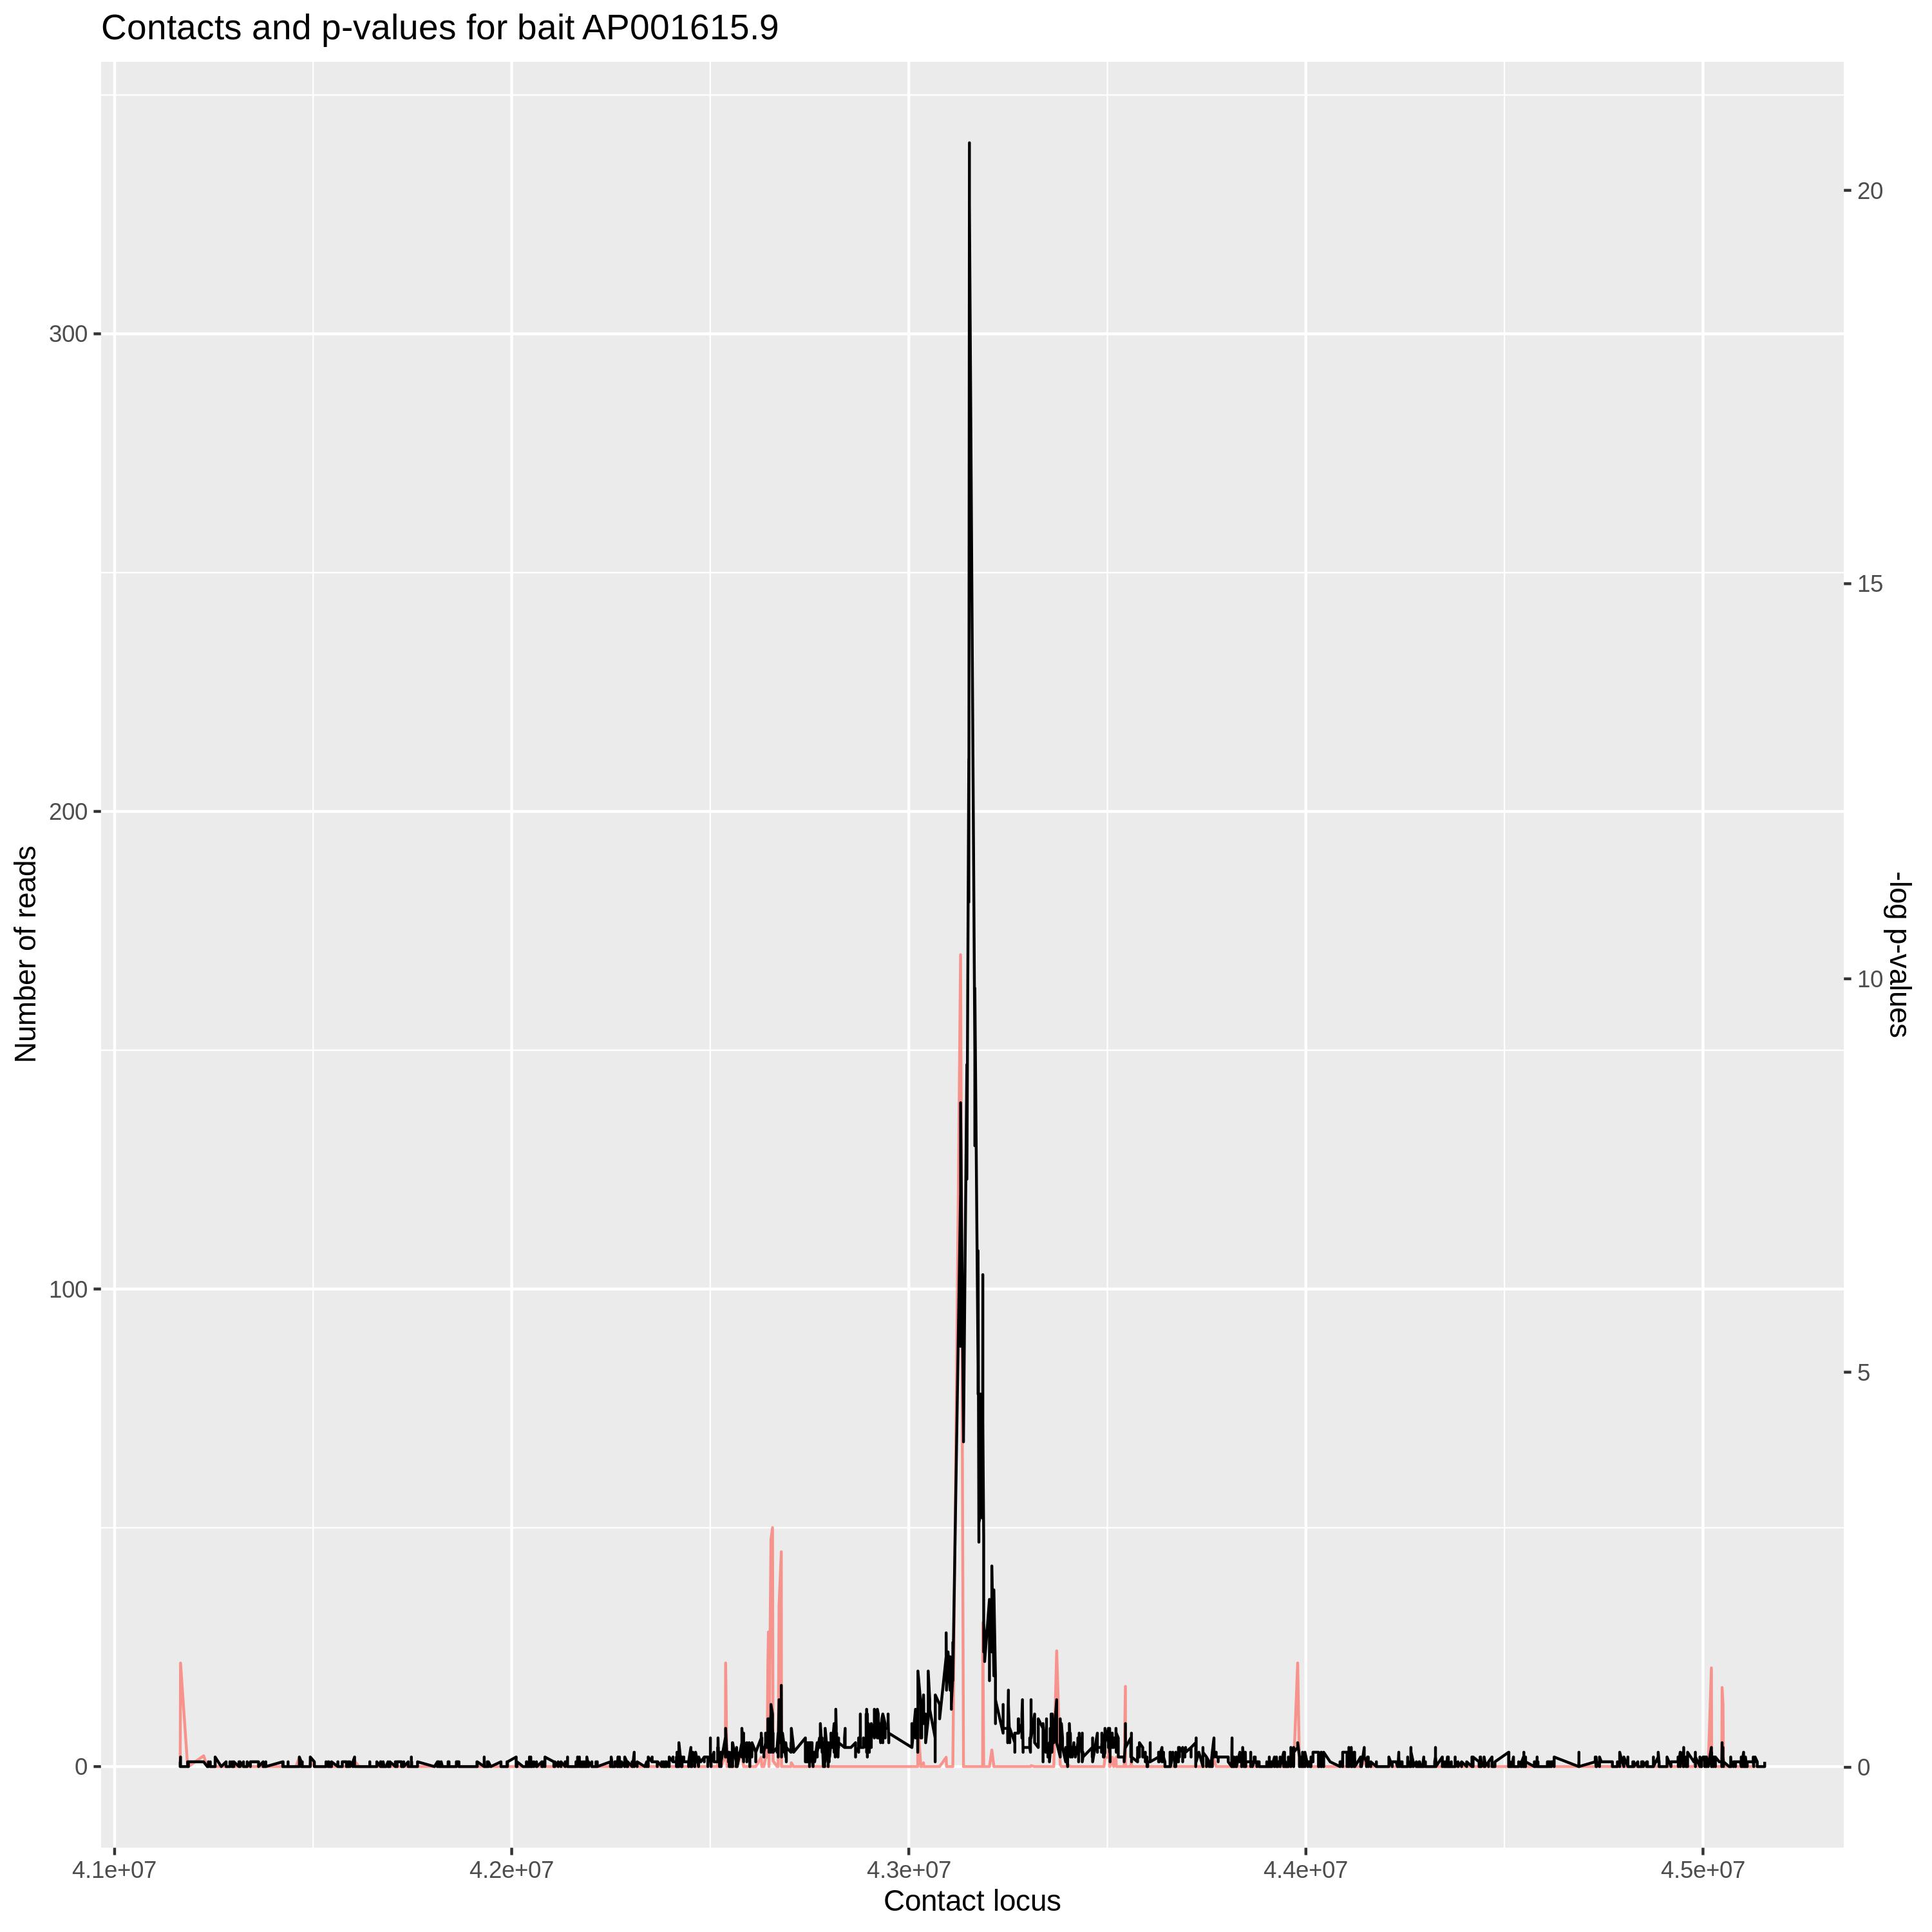 Contacts and p-values for bait AP001615.9
300
200
100
0
Number of reads
20
15
10
5
0
-log p-values
4.1e+07
4.2e+07
4.3e+07
4.4e+07
4.5e+07
Contact locus